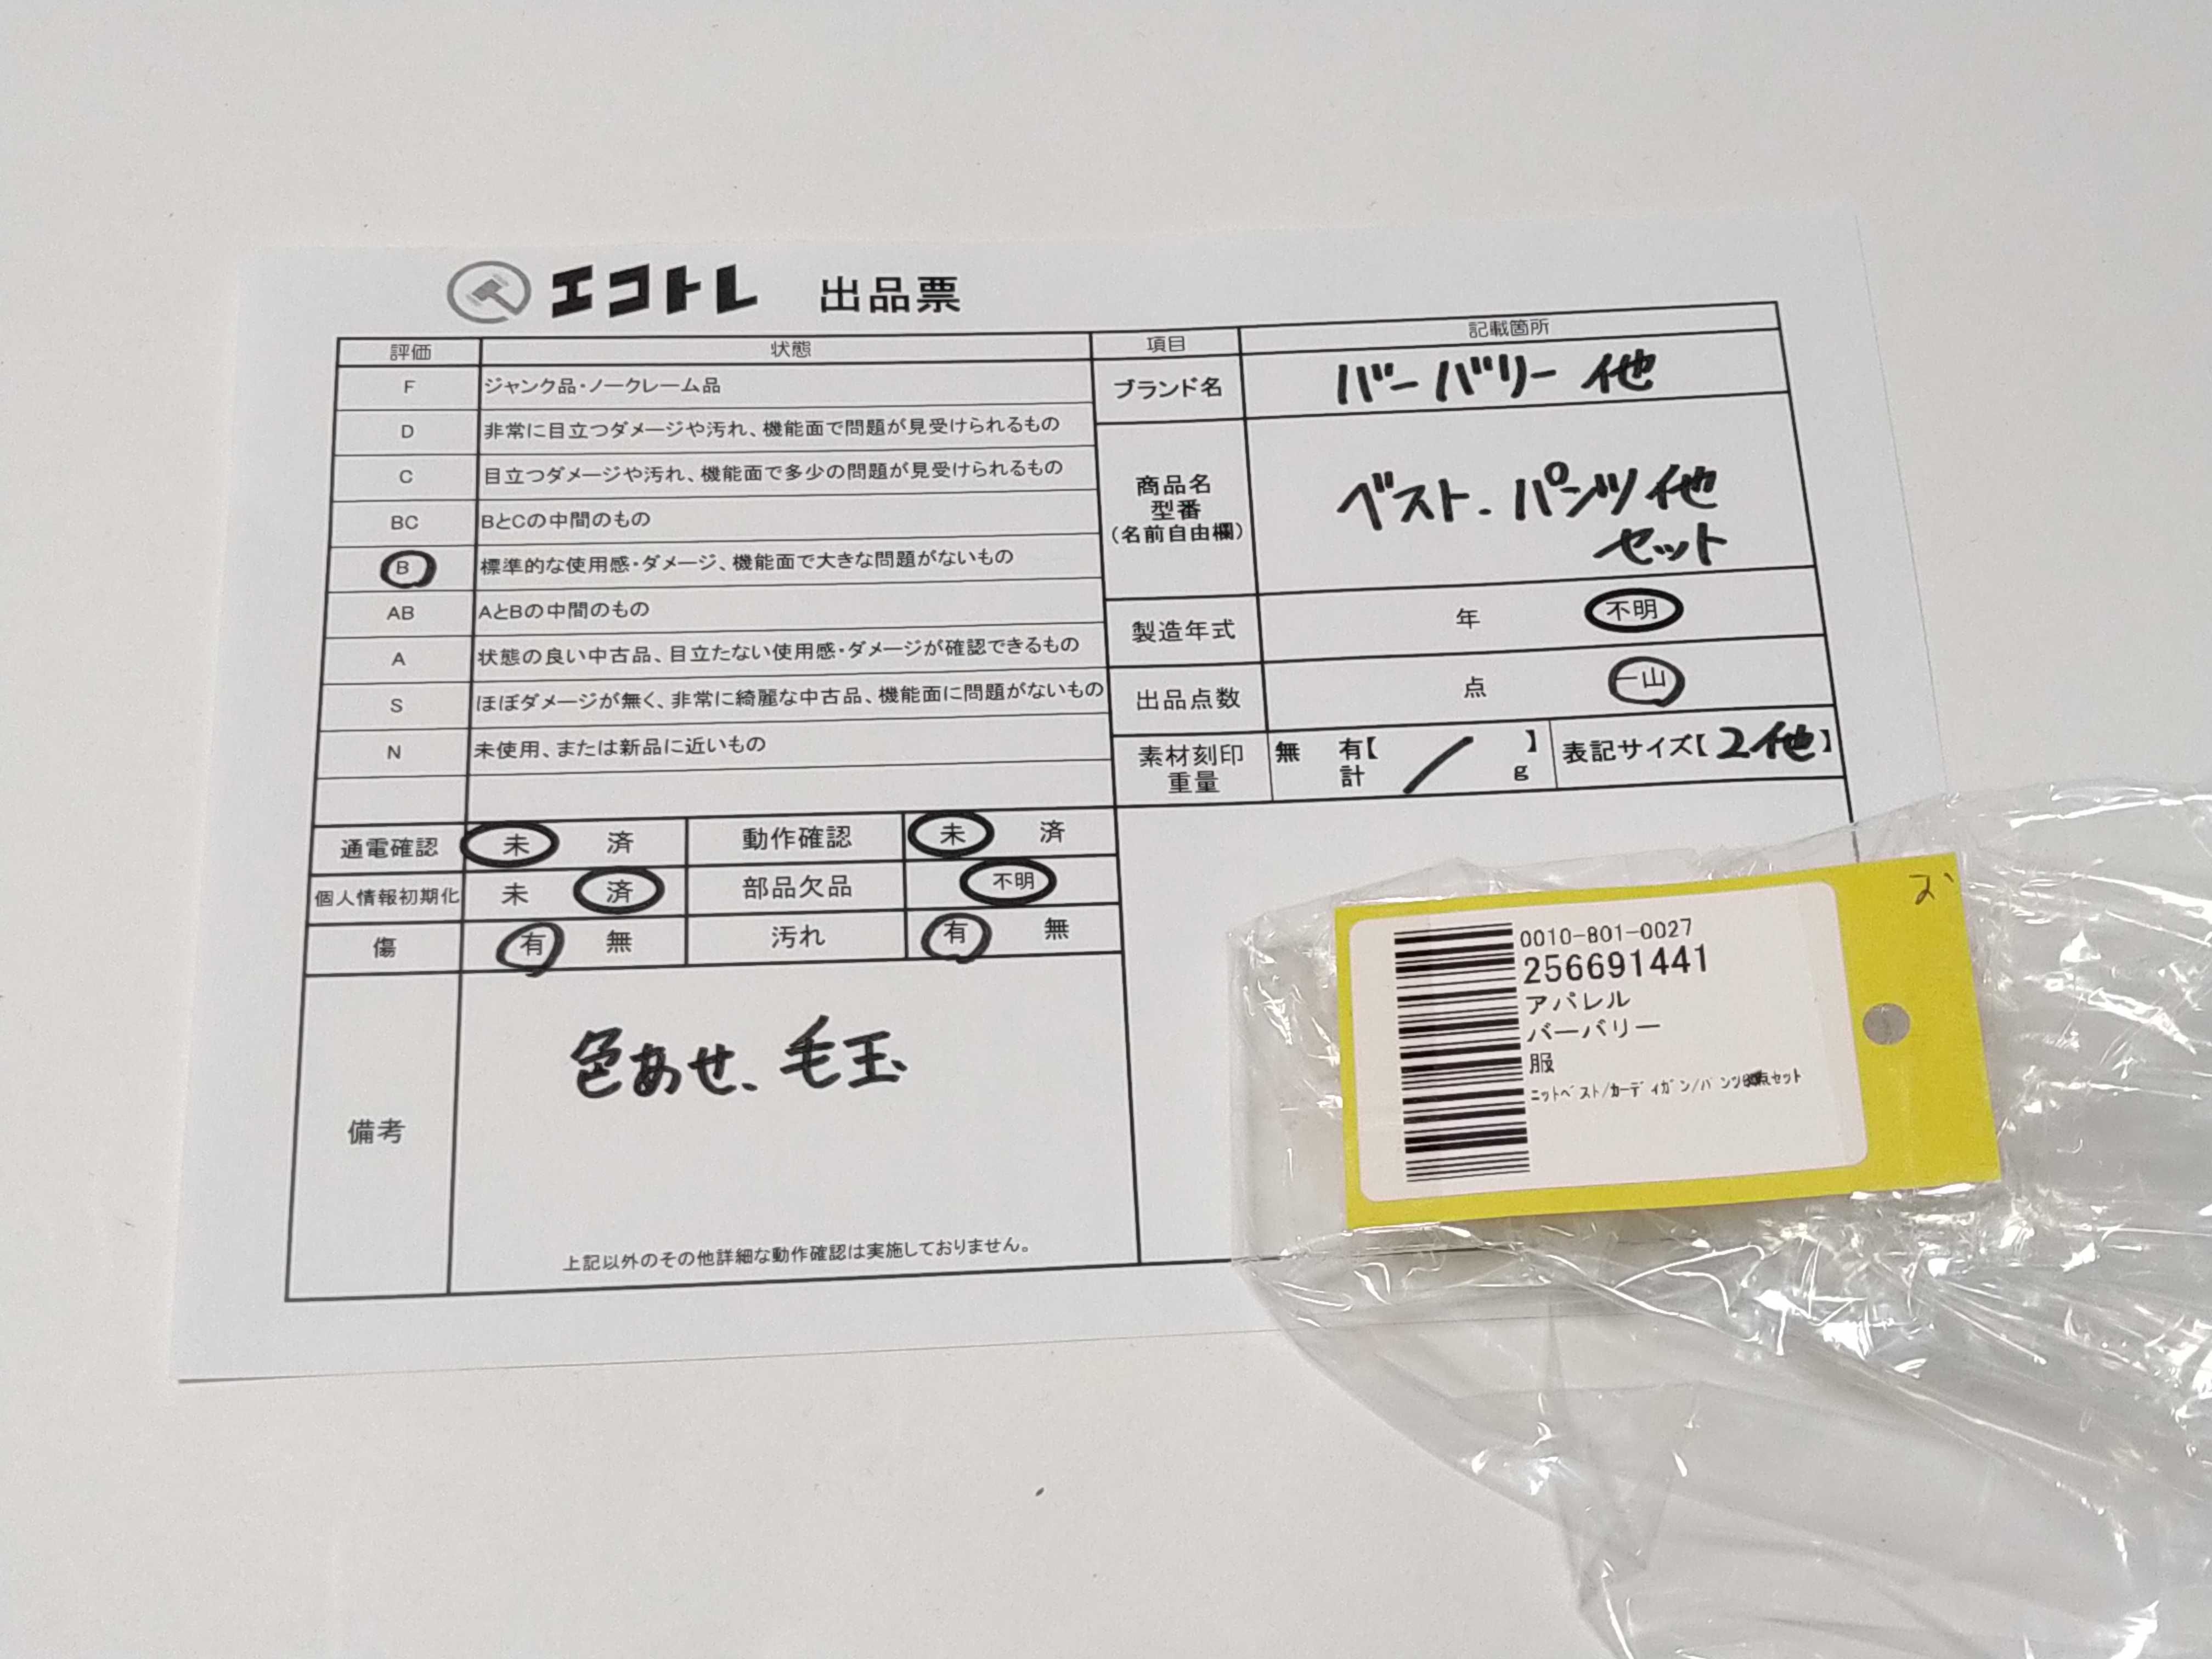 エコトレ 出品票
評価 状態 項目 記載箇所
F ジャンク品・ノークレーム品
D 非常に目立つダメージや汚れ、機能面で問題が見受けられるもの
C 目立つダメージや汚れ、機能面で多少の問題が見受けられるもの
BC BとCの中間のもの
B 標準的な使用感・ダメージ、機能面で大きな問題がないもの
AB AとBの中間のもの
A 状態の良い中古品、目立たない使用感・ダメージが確認できるもの
S ほぼダメージが無く、非常に綺麗な中古品、機能面に問題がないもの
N 未使用、または新品に近いもの
ブランド名 バーバリー 他
商品名
型番
(名前自由欄)
ベスト.パンツ他
セット
製造年式 年 不明
出品点数 点 一山
素材刻印 無 有【 】 表記サイズ【2他】
重量 計 g
通電確認 未 済 動作確認 未 済
個人情報初期化 未 済 部品欠品 不明
傷 有 無 汚れ 有 無
備考
色あせ、毛玉
上記以外のその他詳細な動作確認は実施しておりません。
0010-801-0027
256691441
アパレル
バーバリー
服
ニットベスト/カーディガン/パンツ 点セット